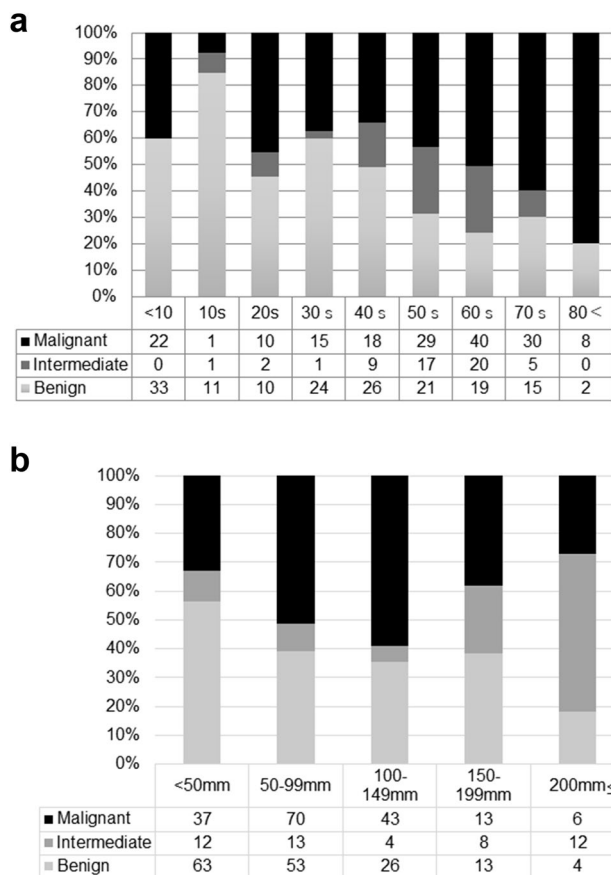 a
100%
90%
80%
70%
60%
50%
40%
30%
20%
10%
0%
<10 10s 20s 30 s 40 s 50 s 60 s 70 s 80 <
Malignant 22 1 10 15 18 29 40 30 8
Intermediate 0 1 2 1 9 17 20 5 0
Benign 33 11 10 24 26 21 19 15 2
b
100%
90%
80%
70%
60%
50%
40%
30%
20%
10%
0%
<50mm 50-99mm 100- 150- 200mm≤
149mm 199mm
Malignant 37 70 43 13 6
Intermediate 12 13 4 8 12
Benign 63 53 26 13 4